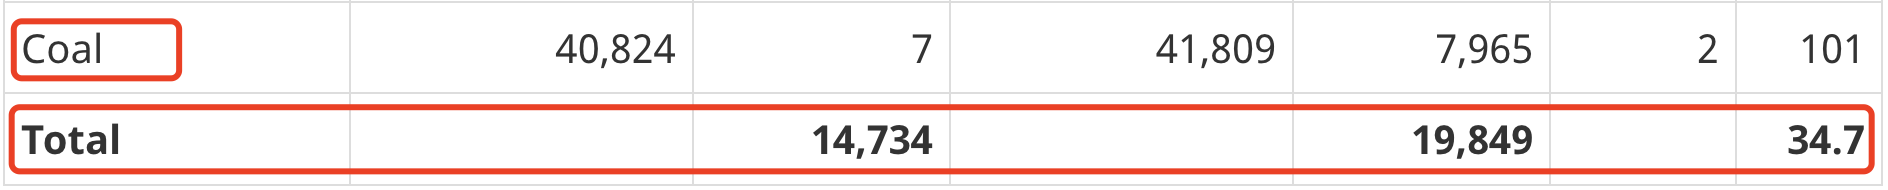 Coal 40,824 7 41,809 7,965 2 101
Total 14,734 19,849 34.7